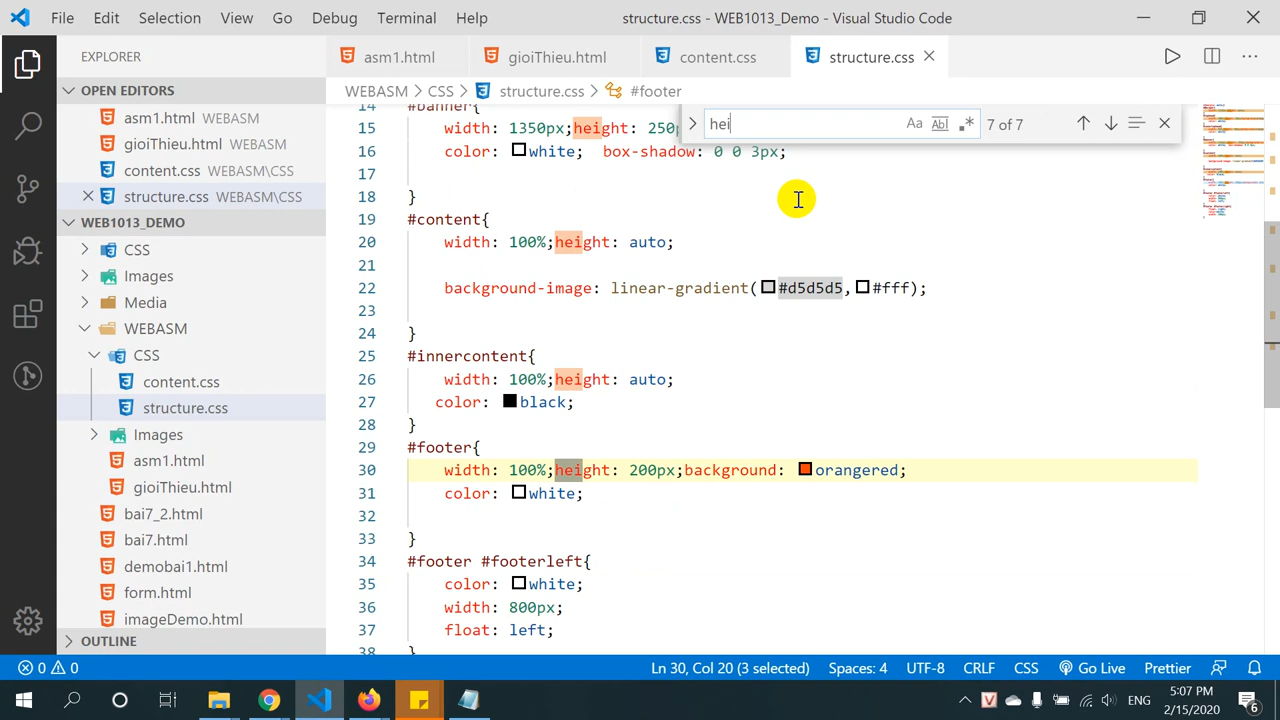 File Edit Selection View Go Debug Terminal Help structure.css - WEB1013_Demo - Visual Studio Code
EXPLORER
OPEN EDITORS
asm1.html WEBASM
gioiThieu.html WEBASM
content.css WEBASM\CSS
structure.css WEBASM\CSS
WEB1013_DEMO
CSS
Images
Media
WEBASM
CSS
content.css
structure.css
Images
asm1.html
gioiThieu.html
bai7_2.html
bai7.html
demobai1.html
form.html
imageDemo.html
OUTLINE
asm1.html gioiThieu.html content.css structure.css
WEBASM > CSS > structure.css > #footer
hei Aa Abl .* 7 of 7
14 #banner{
15 width: 1350px;height: 250
16 color: white; box-shadow: 0 0 3px;
17
18 }
19 #content{
20 width: 100%;height: auto;
21
22 background-image: linear-gradient(#d5d5d5,#fff);
23
24 }
25 #innercontent{
26 width: 100%;height: auto;
27 color: black;
28 }
29 #footer{
30 width: 100%;height: 200px;background: orangered;
31 color: white;
32
33 }
34 #footer #footerleft{
35 color: white;
36 width: 800px;
37 float: left;
38 }
0 0 Ln 30, Col 20 (3 selected) Spaces: 4 UTF-8 CRLF CSS Go Live Prettier
ENG 5:07 PM
2/15/2020 6